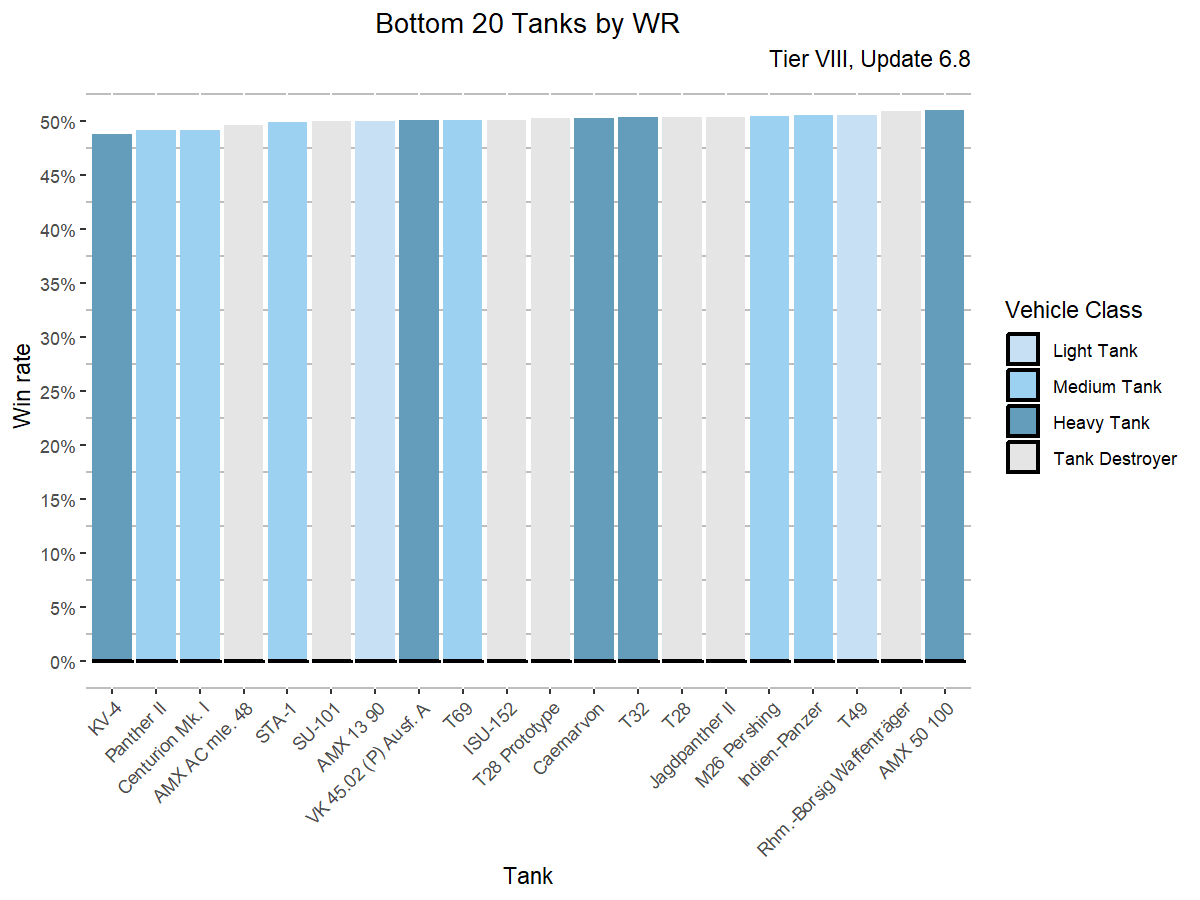 Bottom 20 Tanks by WR
Tier VIII, Update 6.8
Win rate
50%
45%
40%
35%
30%
25%
20%
15%
10%
5%
0%
KV-4
Panther II
Centurion Mk. I
AMX AC mle. 48
STA-1
SU-101
AMX 13 90
VK 45.02 (P) Ausf. A
T69
ISU-152
T28 Prototype
Caernarvon
T32
T28
Jagdpanther II
M26 Pershing
Indien-Panzer
T49
Rhm.-Borsig Waffenträger
AMX 50 100
Tank
Vehicle Class
Light Tank
Medium Tank
Heavy Tank
Tank Destroyer